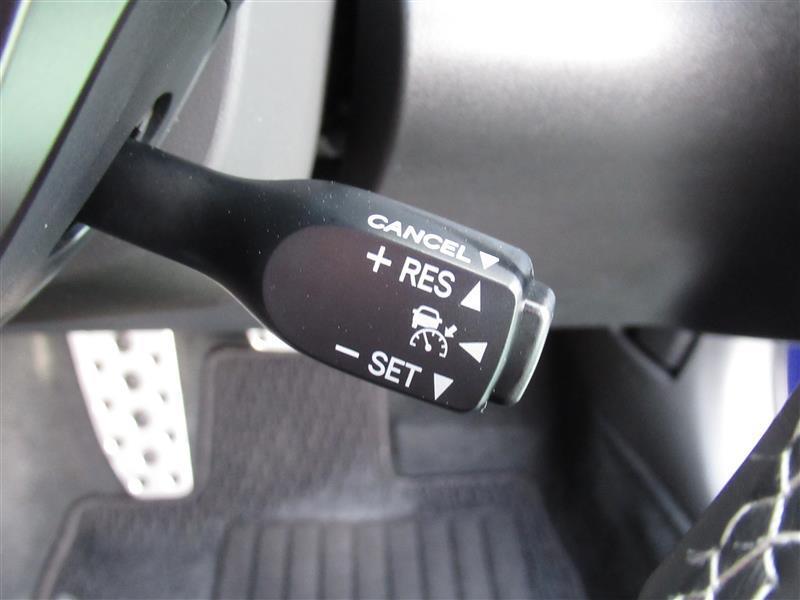 CANCEL ▼
+ RES ▲
◀
− SET ▼